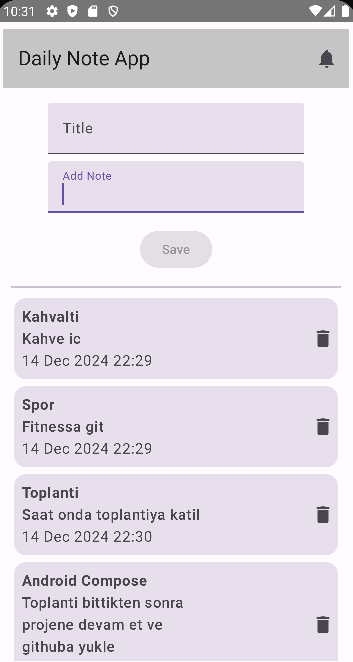 10:31
Daily Note App
Title
Add Note
Save
Kahvalti
Kahve ic
14 Dec 2024 22:29
Spor
Fitnessa git
14 Dec 2024 22:29
Toplanti
Saat onda toplantiya katil
14 Dec 2024 22:30
Android Compose
Toplanti bittikten sonra
projene devam et ve
githuba yukle